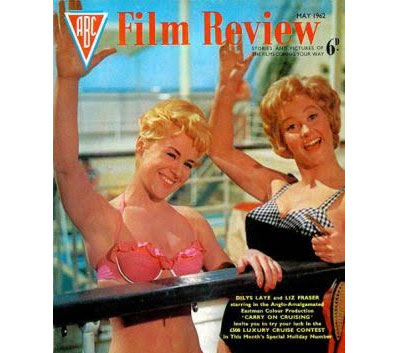 ABC
Film Review
MAY 1962
STORIES AND PICTURES OF
THE FILMS COMING YOUR WAY
6D
DILYS LAYE and LIZ FRASER
starring in the Anglo-Amalgamated
Eastman Colour Production
"CARRY ON CRUISING"
invite you to try your luck in the
£500 LUXURY CRUISE CONTEST
In This Month's Special Holiday Number